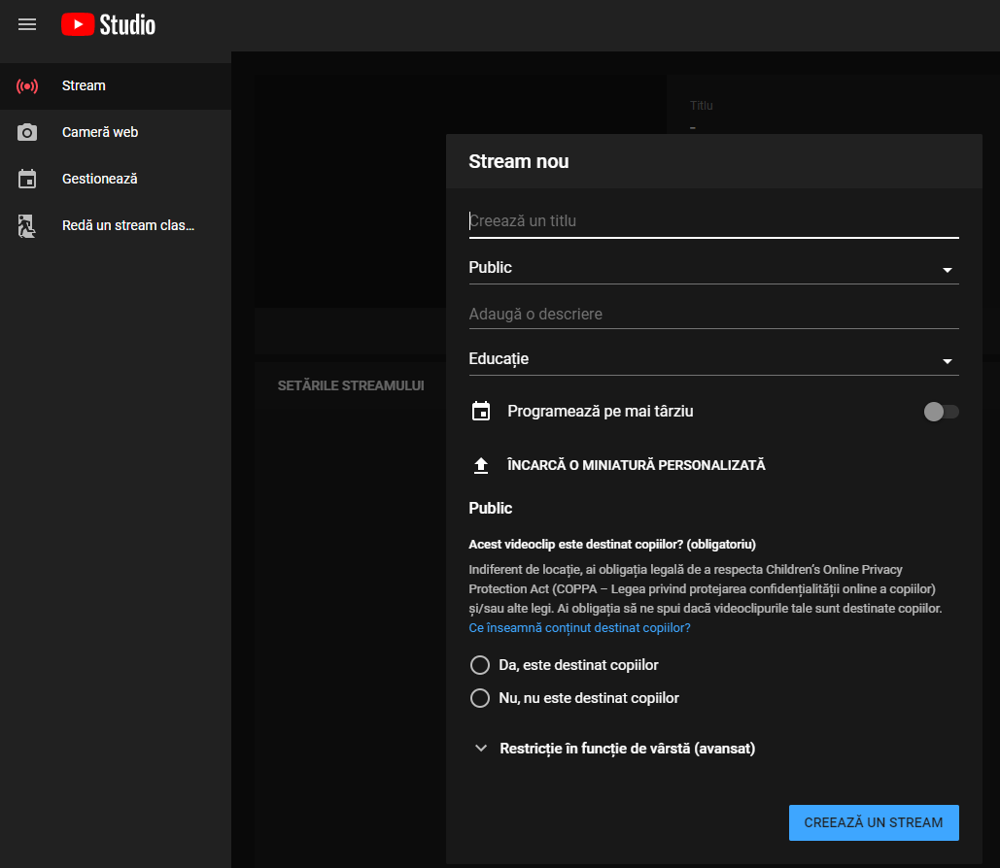 Studio
Stream
Cameră web
Gestionează
Redă un stream clas...
Titlu
-
Stream nou
Creează un titlu
Public
Adaugă o descriere
Educație
SETĂRILE STREAMULUI
Programează pe mai târziu
ÎNCARCĂ O MINIATURĂ PERSONALIZATĂ
Public
Acest videoclip este destinat copiilor? (obligatoriu)
Indiferent de locație, ai obligația legală de a respecta Children's Online Privacy
Protection Act (COPPA – Legea privind protejarea confidențialității online a copiilor)
și/sau alte legi. Ai obligația să ne spui dacă videoclipurile tale sunt destinate copiilor.
Ce înseamnă conținut destinat copiilor?
Da, este destinat copiilor
Nu, nu este destinat copiilor
Restricție în funcție de vârstă (avansat)
CREEAZĂ UN STREAM